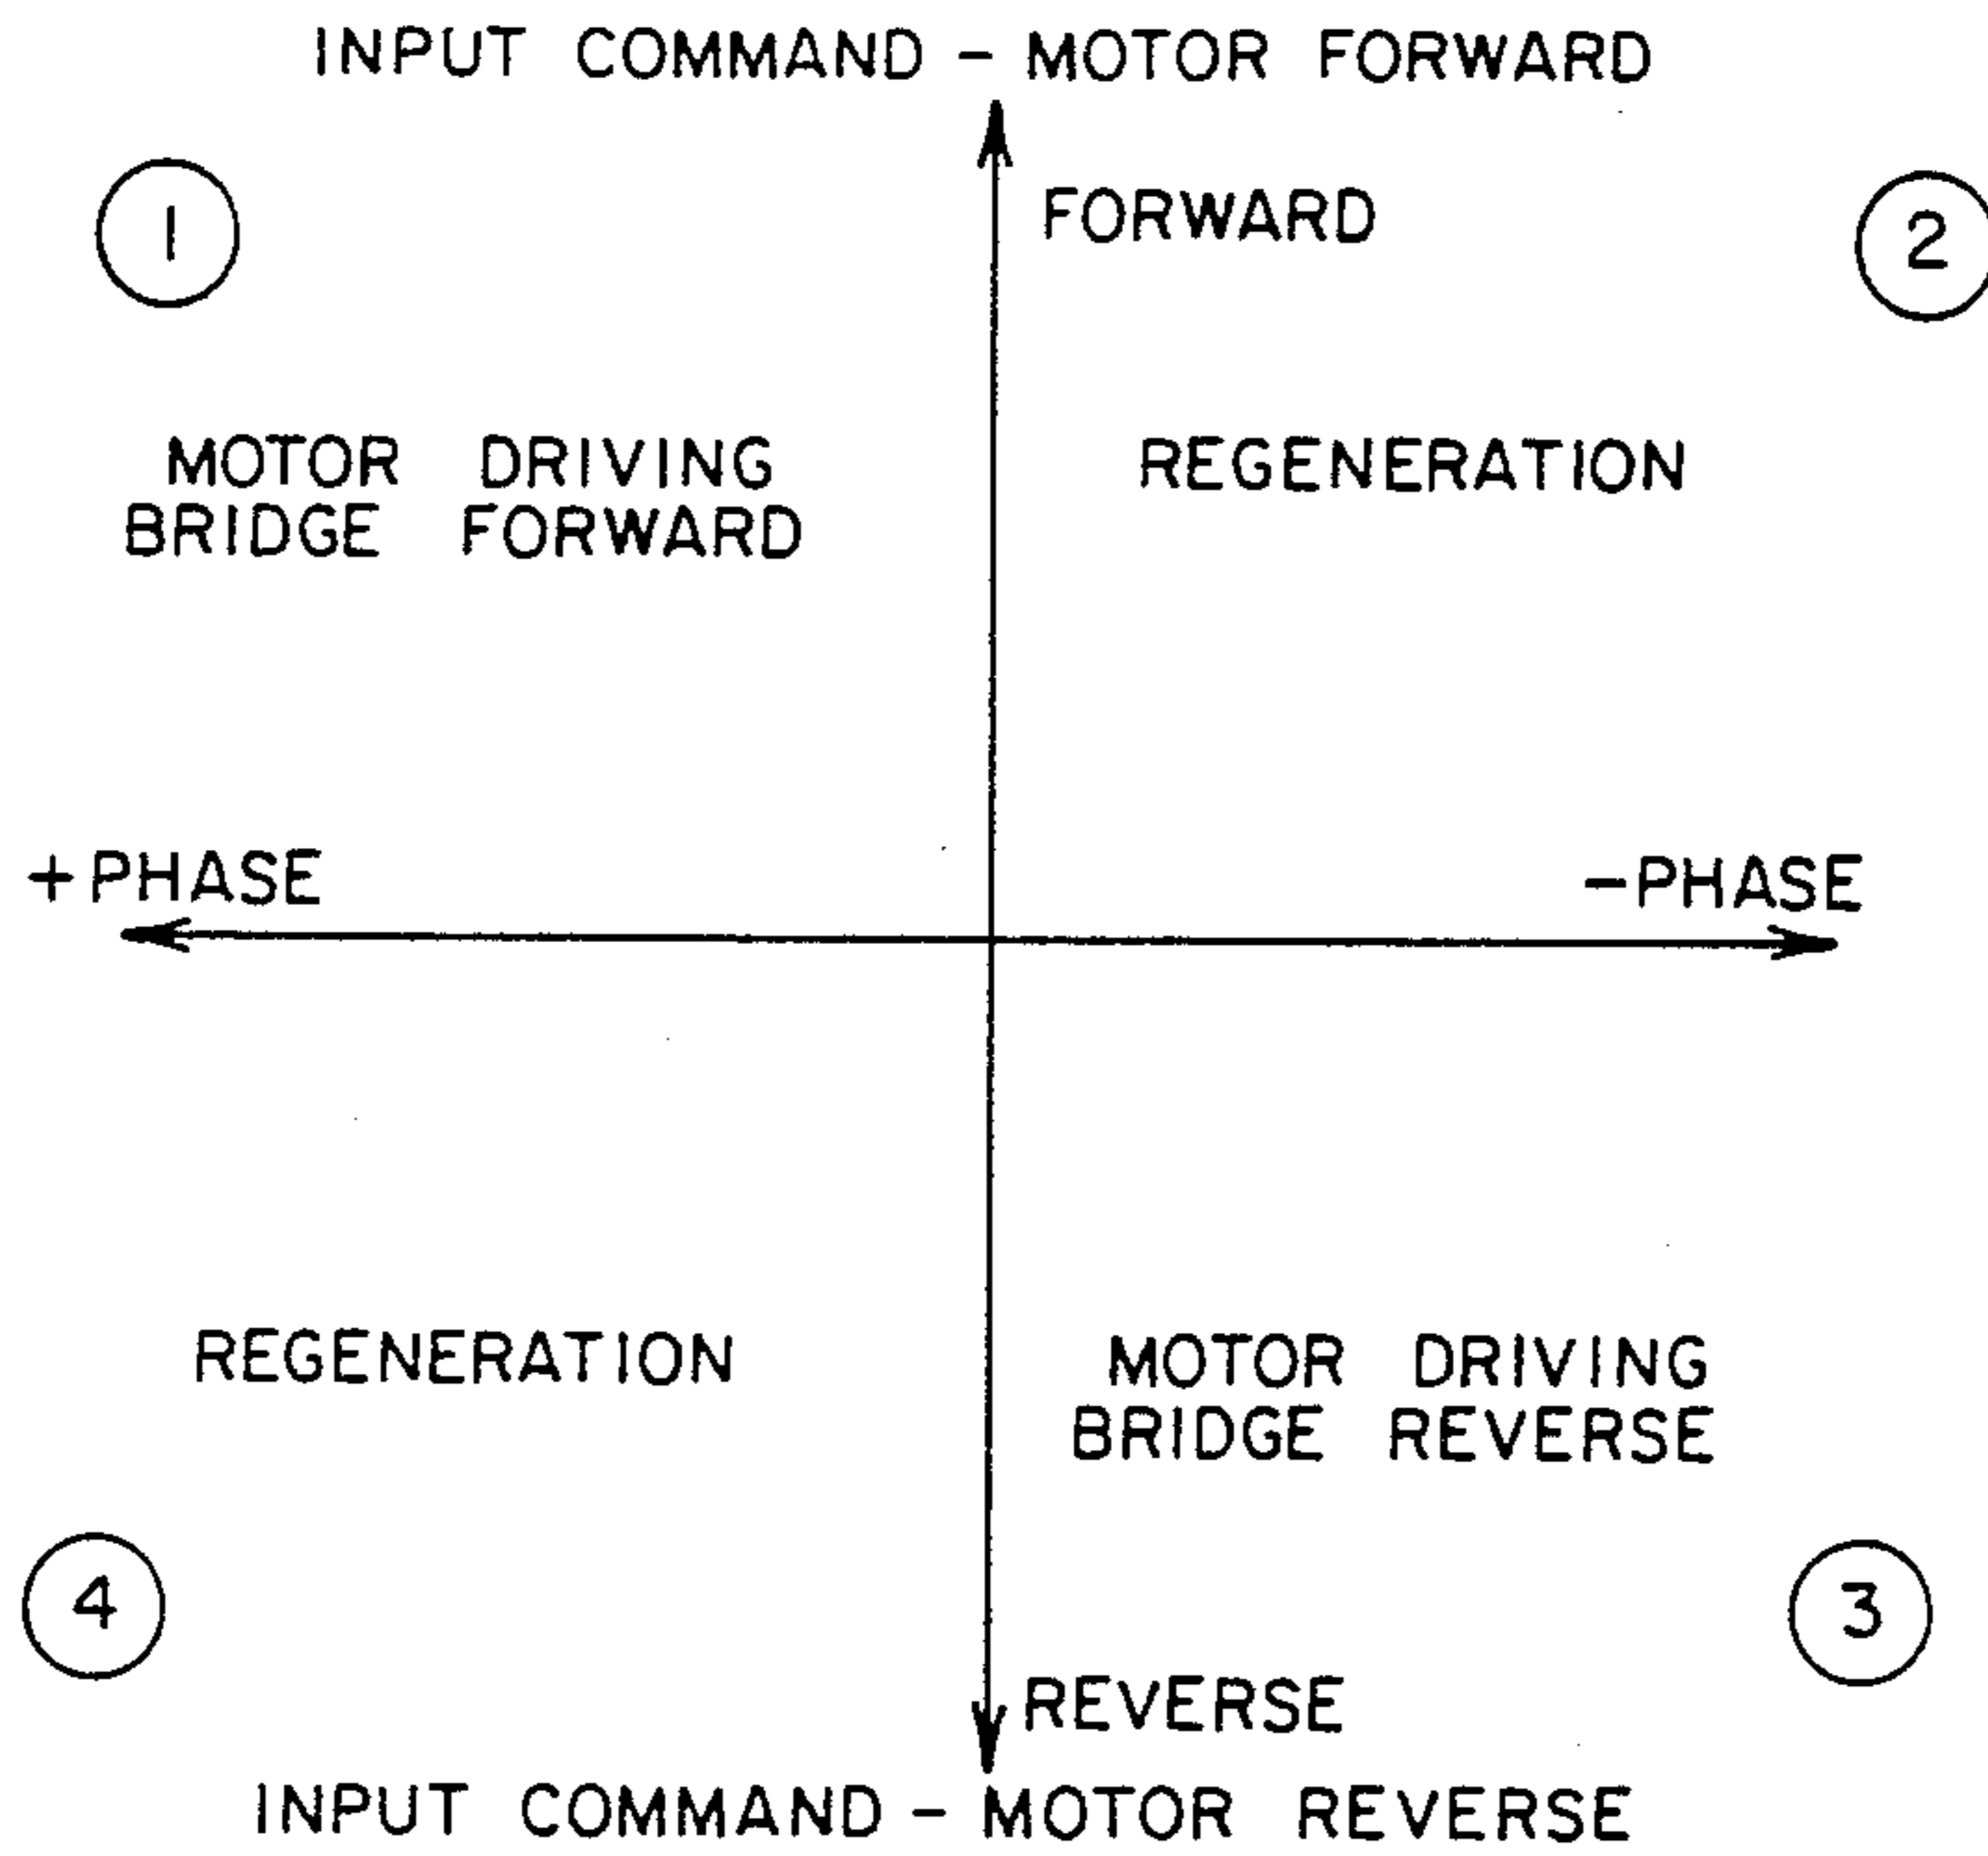 INPUT COMMAND - MOTOR FORWARD
1
FORWARD
2
MOTOR DRIVING
BRIDGE FORWARD
REGENERATION
+PHASE
-PHASE
REGENERATION
MOTOR DRIVING
BRIDGE REVERSE
4
3
REVERSE
INPUT COMMAND - MOTOR REVERSE